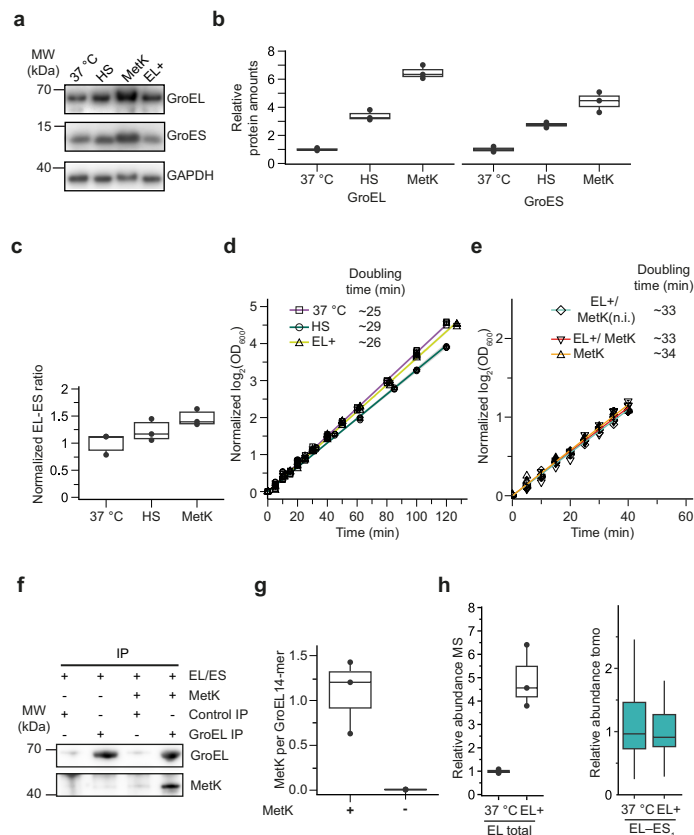 a
MW
(kDa)
37 °C
HS
MetK
EL+
70
GroEL
15
GroES
40
GAPDH
b
Relative
protein amounts
8
6
4
2
0
37 °C HS MetK
GroEL
37 °C HS MetK
GroES
c
Normalized EL-ES ratio
2
1.5
1
0.5
0
37 °C HS MetK
d
Doubling
time (min)
37 °C ~25
HS ~29
EL+ ~26
Normalized log2(OD600)
5
4
3
2
1
0
0 20 40 60 80 100 120
Time (min)
e
Doubling
time (min)
EL+/
MetK(n.i.) ~33
EL+/ MetK ~33
MetK ~34
Normalized log2(OD600)
2
1
0
0 20 40 60
Time (min)
f
IP
+ + + + EL/ES
- - + + MetK
+ - + - Control IP
- + - + GroEL IP
MW
(kDa)
70
GroEL
MetK
40
g
MetK per GroEL14-mer
1.5
1.0
0.5
0
MetK + -
h
Relative abundance MS
8
7
6
5
4
3
2
1
0
37 °C EL+
EL total
Relative abundance tomo
2
1
0
37 °C EL+